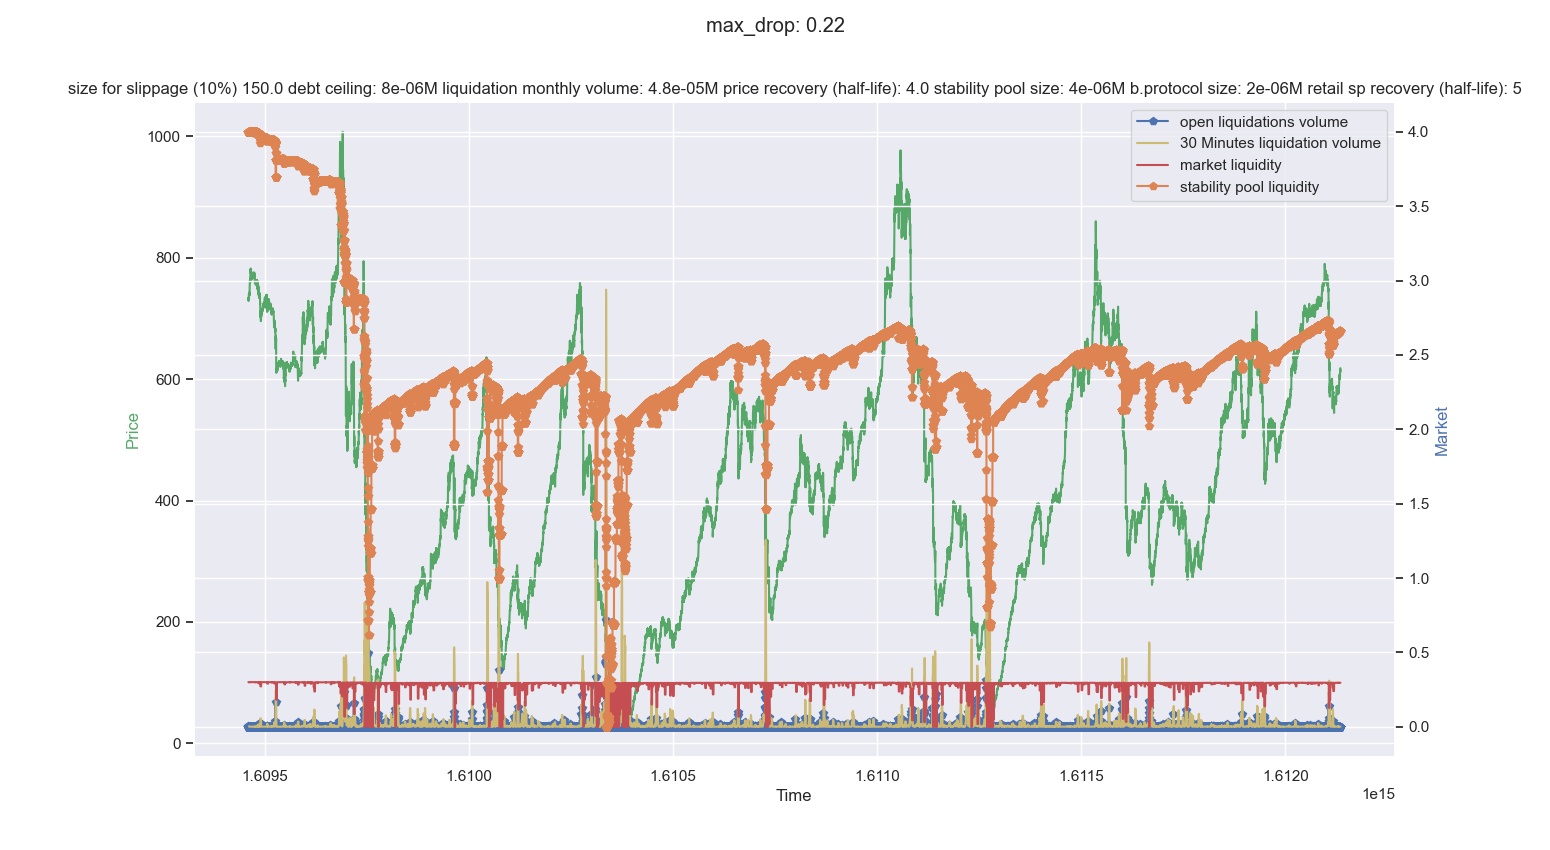 max_drop: 0.22
size for slippage (10%) 150.0 debt ceiling: 8e-06M liquidation monthly volume: 4.8e-05M price recovery (half-life): 4.0 stability pool size: 4e-06M b.protocol size: 2e-06M retail sp recovery (half-life): 5
open liquidations volume
30 Minutes liquidation volume
market liquidity
stability pool liquidity
1000
800
600
400
200
0
Price
4.0
3.5
3.0
2.5
2.0
1.5
1.0
0.5
0.0
Market
1.6095 1.6100 1.6105 1.6110 1.6115 1.6120
Time
1e15